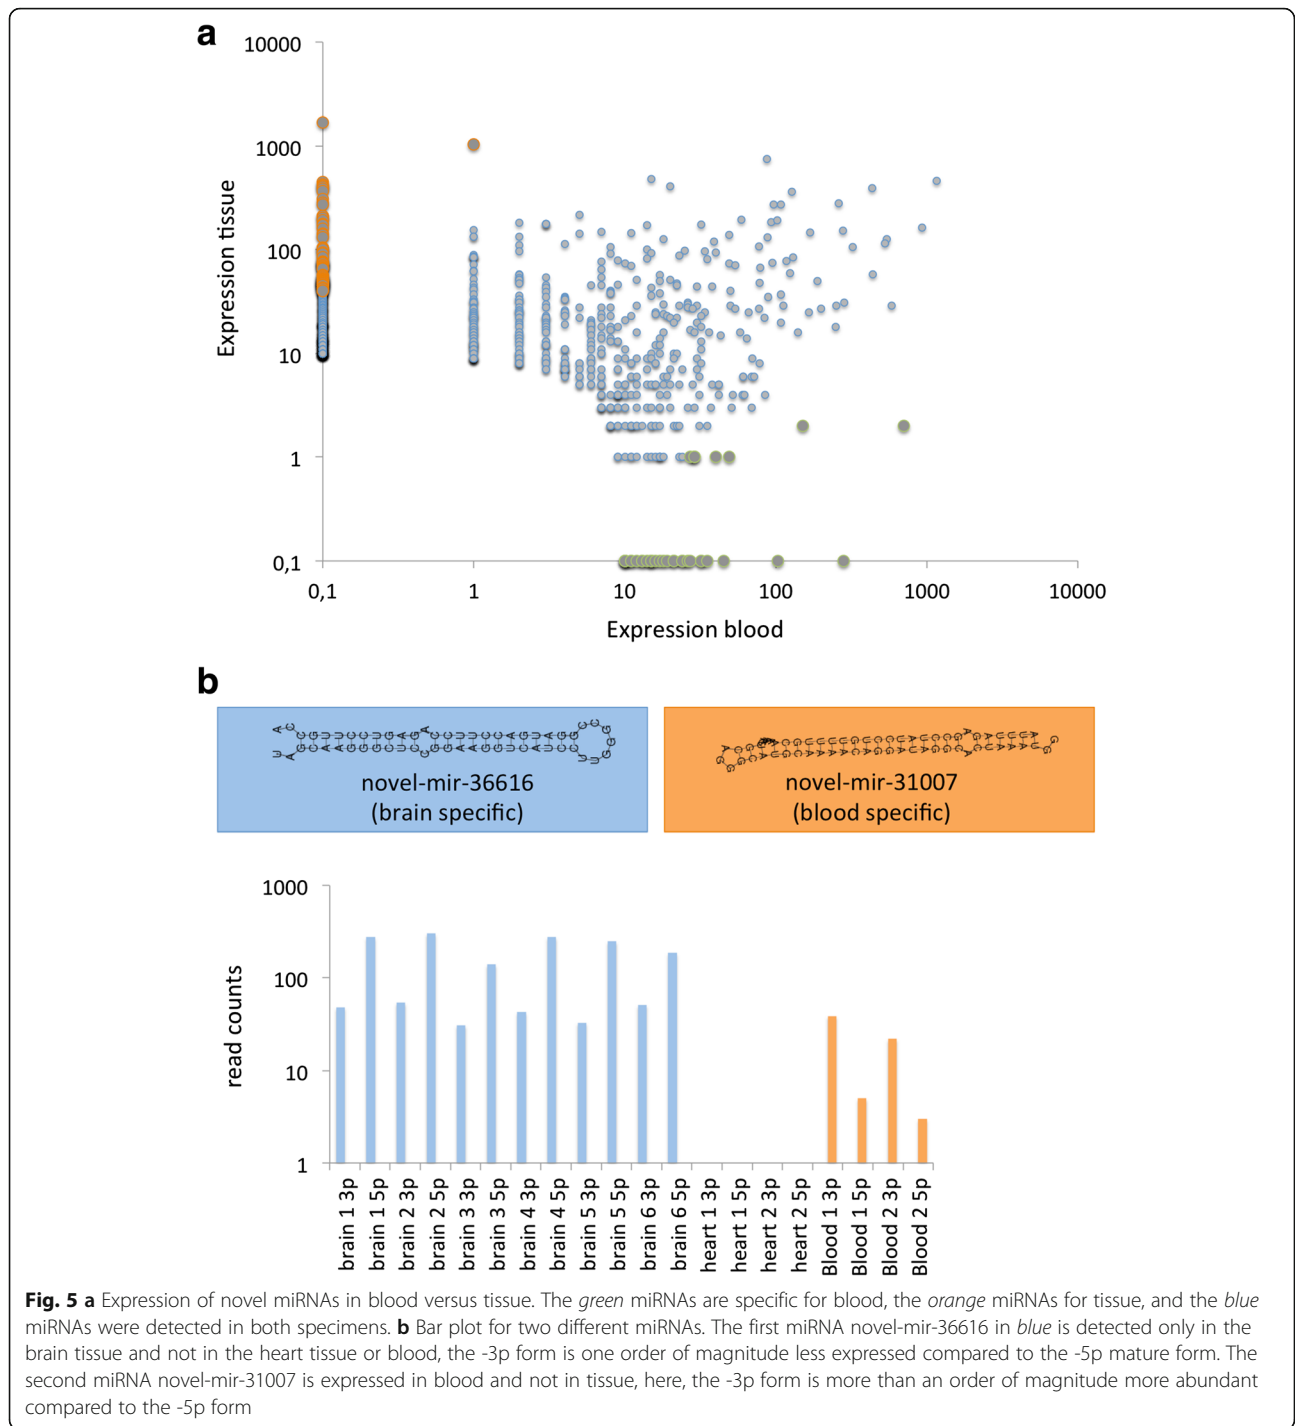 a
10000
1000
100
10
1
0,1
Expression tissue
0,1 1 10 100 1000 10000
Expression blood
b
novel-mir-36616
(brain specific)
novel-mir-31007
(blood specific)
1000
100
10
1
read counts
brain 1 3p
brain 1 5p
brain 2 3p
brain 2 5p
brain 3 3p
brain 3 5p
brain 4 3p
brain 4 5p
brain 5 3p
brain 5 5p
brain 6 3p
brain 6 5p
heart 1 3p
heart 1 5p
heart 2 3p
heart 2 5p
Blood 1 3p
Blood 1 5p
Blood 2 3p
Blood 2 5p
Fig. 5 a Expression of novel miRNAs in blood versus tissue. The green miRNAs are specific for blood, the orange miRNAs for tissue, and the blue
miRNAs were detected in both specimens. b Bar plot for two different miRNAs. The first miRNA novel-mir-36616 in blue is detected only in the
brain tissue and not in the heart tissue or blood, the -3p form is one order of magnitude less expressed compared to the -5p mature form. The
second miRNA novel-mir-31007 is expressed in blood and not in tissue, here, the -3p form is more than an order of magnitude more abundant
compared to the -5p form